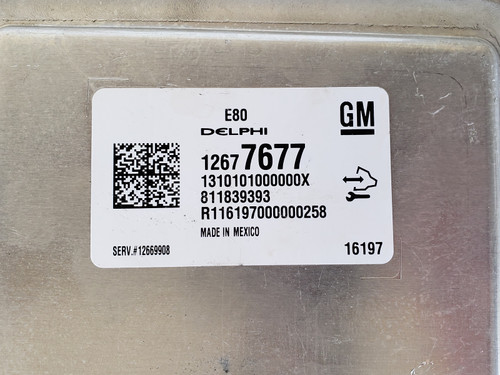 E80
DELPHI
GM
12677677
1310101000000X
811839393
R116197000000258
MADE IN MEXICO
SERV.#12669908
16197